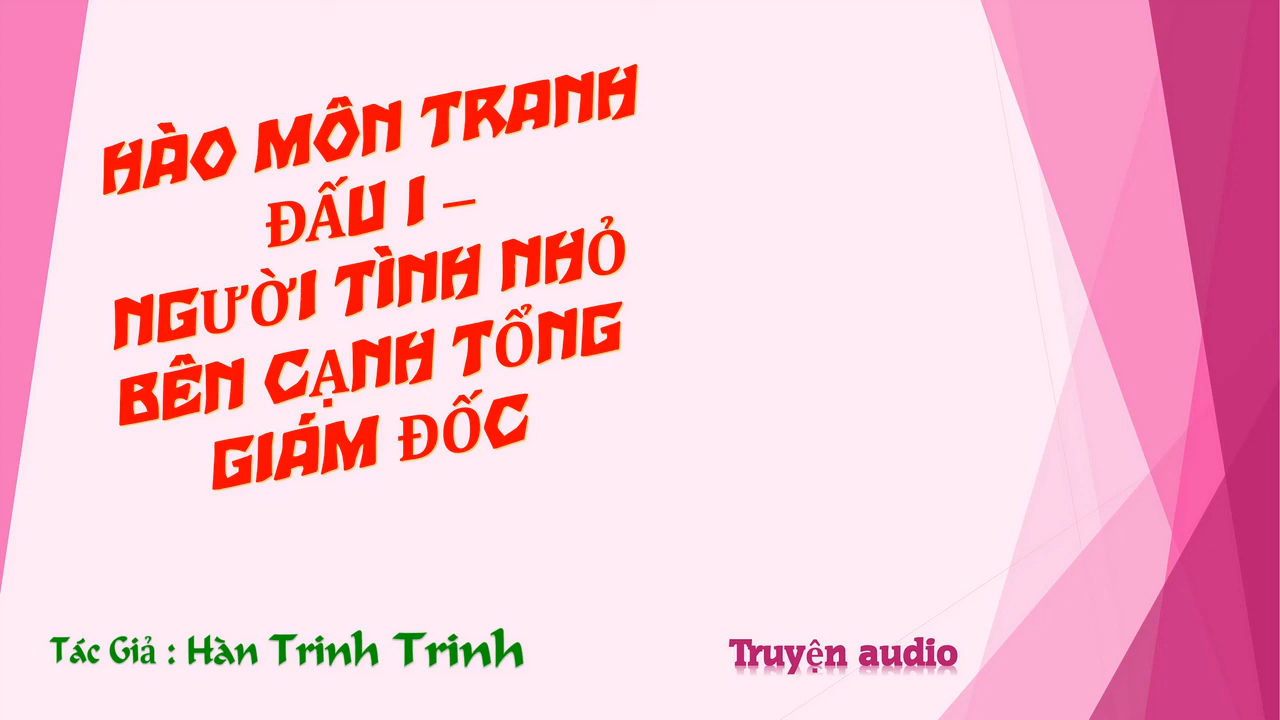 HÀO MÔN TRANH
ĐẤU I –
NGƯỜI TÌNH NHỎ
BÊN CẠNH TỔNG
GIÁM ĐỐC
Tác Giả : Hàn Trinh Trinh
Truyện audio